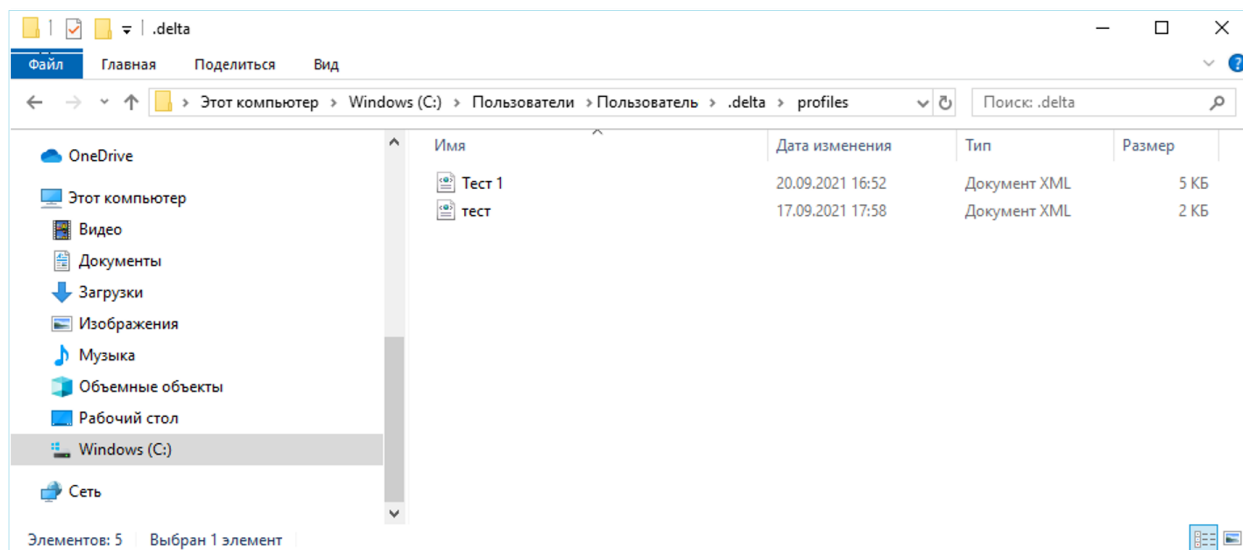 .delta
Файл Главная Поделиться Вид
Этот компьютер > Windows (C:) > Пользователи > Пользователь > .delta > profiles Поиск: .delta
Имя Дата изменения Тип Размер
OneDrive
Тест 1 20.09.2021 16:52 Документ XML 5 КБ
Этот компьютер
тест 17.09.2021 17:58 Документ XML 2 КБ
Видео
Документы
Загрузки
Изображения
Музыка
Объемные объекты
Рабочий стол
Windows (C:)
Сеть
Элементов: 5 Выбран 1 элемент